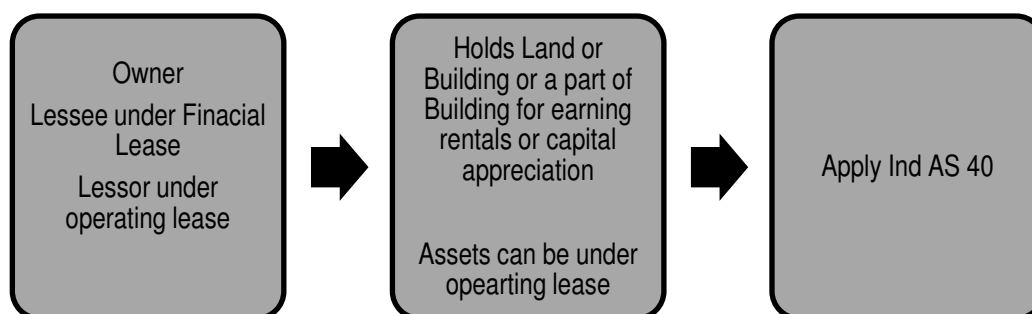 Owner
Lessee under Finacial
Lease
Lessor under
operating lease
Holds Land or
Building or a part of
Building for earning
rentals or capital
appreciation
Assets can be under
opearting lease
Apply Ind AS 40